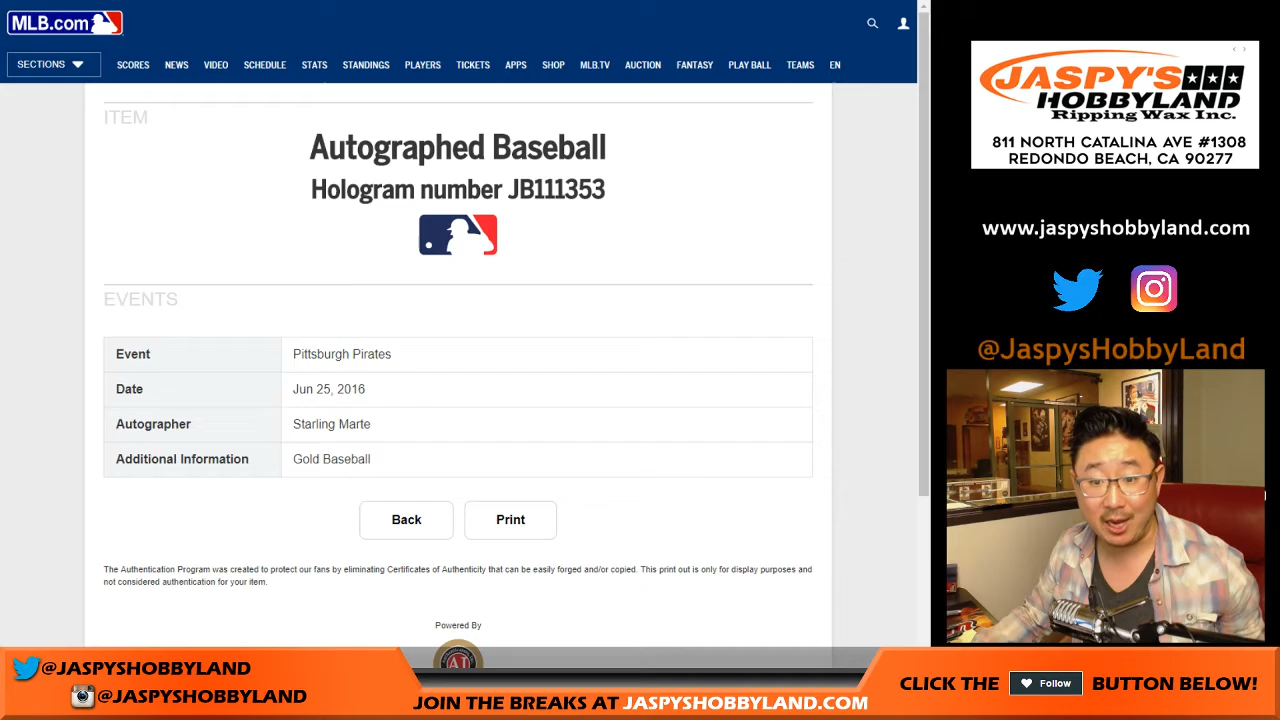 MLB.com
SECTIONS
SCORES NEWS VIDEO SCHEDULE STATS STANDINGS PLAYERS TICKETS APPS SHOP MLB.TV AUCTION FANTASY PLAY BALL TEAMS EN
ITEM
Autographed Baseball
Hologram number JB111353
EVENTS
Event Pittsburgh Pirates
Date Jun 25, 2016
Autographer Starling Marte
Additional Information Gold Baseball
Back Print
The Authentication Program was created to protect our fans by eliminating Certificates of Authenticity that can be easily forged and/or copied. This print out is only for display purposes and
not considered authentication for your item.
Powered By
JASPY'S
HOBBYLAND
Ripping Wax Inc.
811 NORTH CATALINA AVE #1308
REDONDO BEACH, CA 90277
www.jaspyshobbyland.com
@JaspysHobbyLand
@JASPYSHOBBYLAND
@JASPYSHOBBYLAND
JOIN THE BREAKS AT JASPYSHOBBYLAND.COM
CLICK THE Follow BUTTON BELOW!